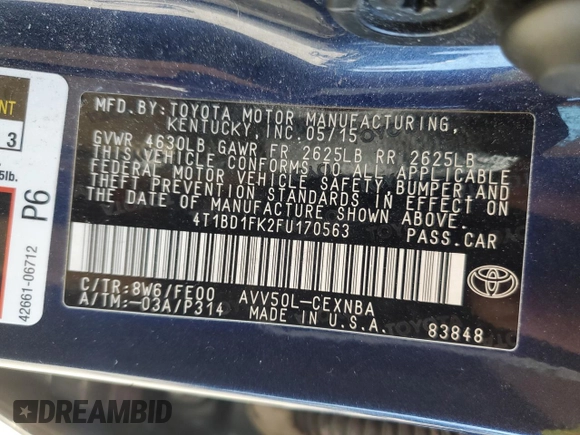 MFD.BY:TOYOTA MOTOR MANUFACTURING,
KENTUCKY, INC. 05/15
GVWR 4630LB GAWR FR 2625LB RR 2625LB
THIS VEHICLE CONFORMS TO ALL APPLICABLE
FEDERAL MOTOR VEHICLE SAFETY BUMPER AND
THEFT PREVENTION STANDARDS IN EFFECT ON
THE DATE OF MANUFACTURE SHOWN ABOVE.
4T1BD1FK2FU170563
PASS.CAR
C/TR:8W6/FE00 AVV50L-CEXNBA
A/TM:-03A/P314 MADE IN U.S.A.
83848
TOYOTA
3
5lb.
P6
42661-06712
DREAMBID